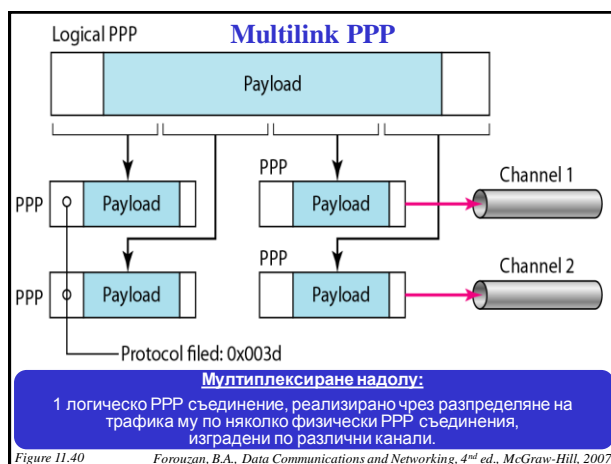 Multilink PPP
Logical PPP
Payload
PPP
Channel 1
PPP
Payload
Payload
PPP
Channel 2
PPP
Payload
Payload
Protocol filed: 0x003d
Мултиплексиране надолу:
1 логическо PPP съединение, реализирано чрез разпределяне на
трафика му по няколко физически PPP съединения,
изградени по различни канали.
Figure 11.40
Forouzan, B.A., Data Communications and Networking, 4nd ed., McGraw-Hill, 2007